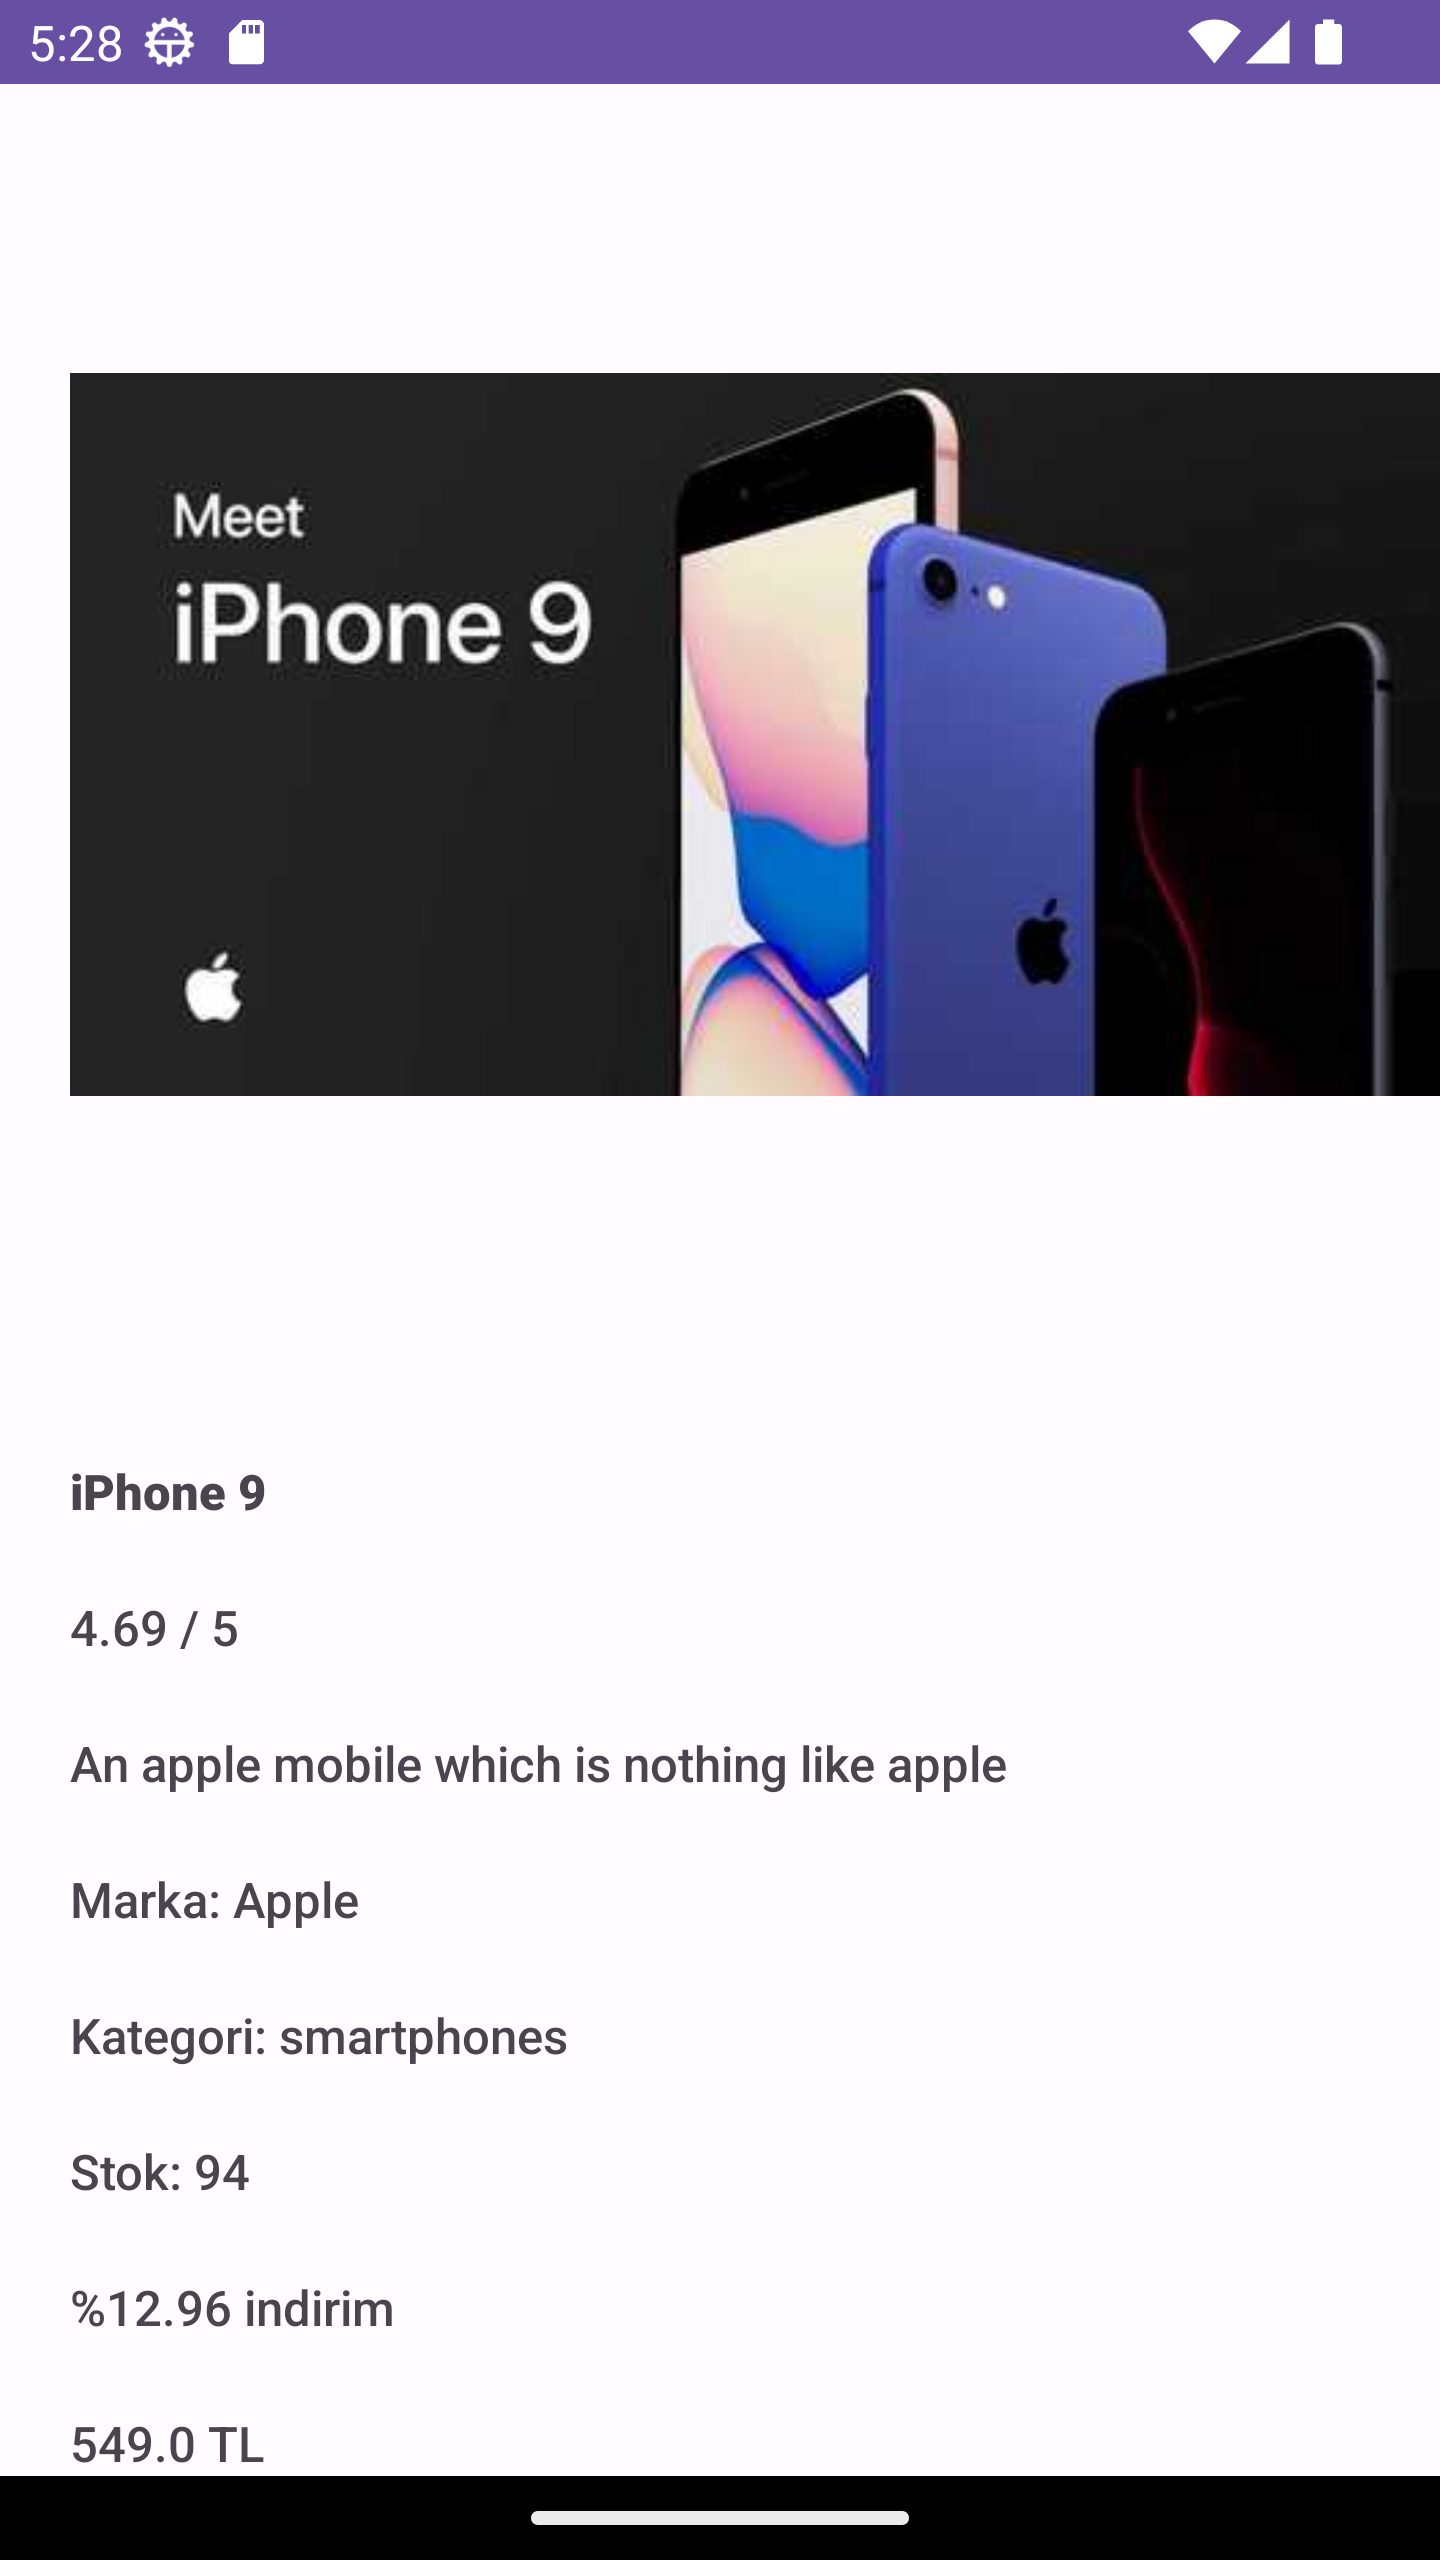 5:28
Meet
iPhone 9
iPhone 9
4.69 / 5
An apple mobile which is nothing like apple
Marka: Apple
Kategori: smartphones
Stok: 94
%12.96 indirim
549.0 TL